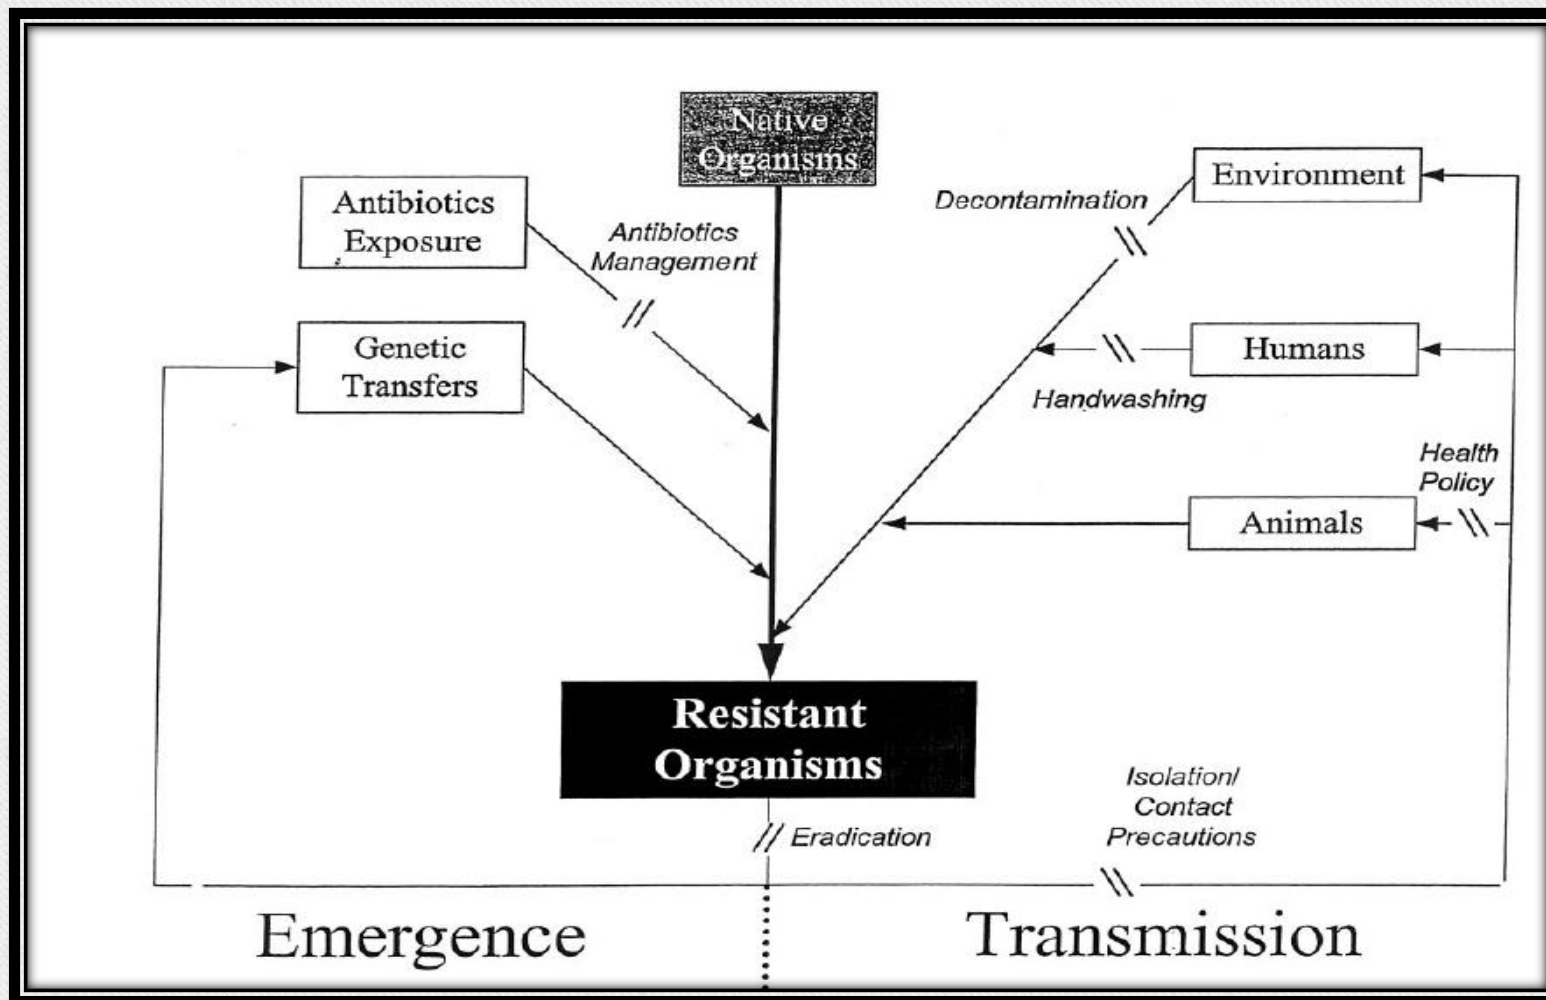 Native
Organisms
Antibiotics
Exposure
Antibiotics
Management
Decontamination
Environment
Genetic
Transfers
Humans
Handwashing
Health
Policy
Animals
Resistant
Organisms
Eradication
Isolation/
Contact
Precautions
Emergence
Transmission